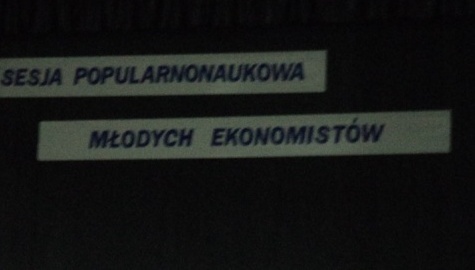 SESJA POPULARNONAUKOWA
MŁODYCH EKONOMISTÓW